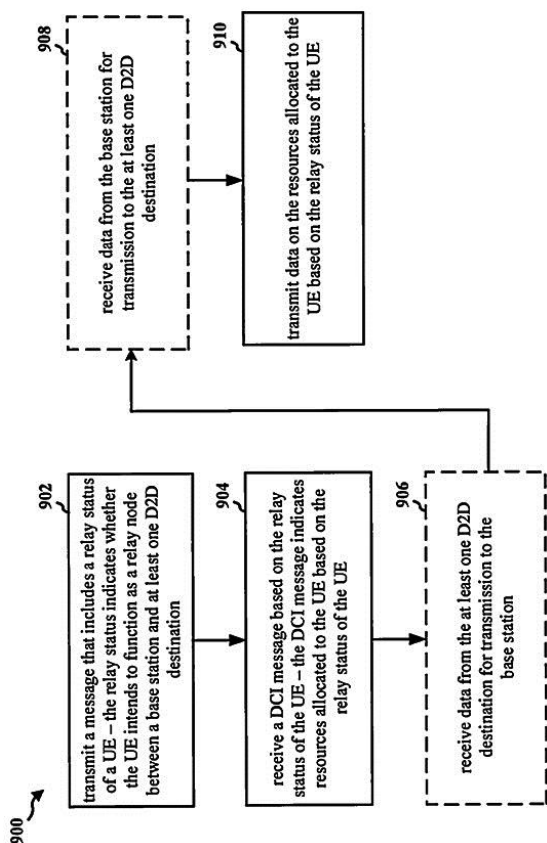 900
902
transmit a message that includes a relay status
of a UE – the relay status indicates whether
the UE intends to function as a relay node
between a base station and at least one D2D
destination
904
receive a DCI message based on the relay
status of the UE – the DCI message indicates
resources allocated to the UE based on the
relay status of the UE
906
receive data from the at least one D2D
destination for transmission to the
base station
908
receive data from the base station for
transmission to the at least one D2D
destination
910
transmit data on the resources allocated to the
UE based on the relay status of the UE